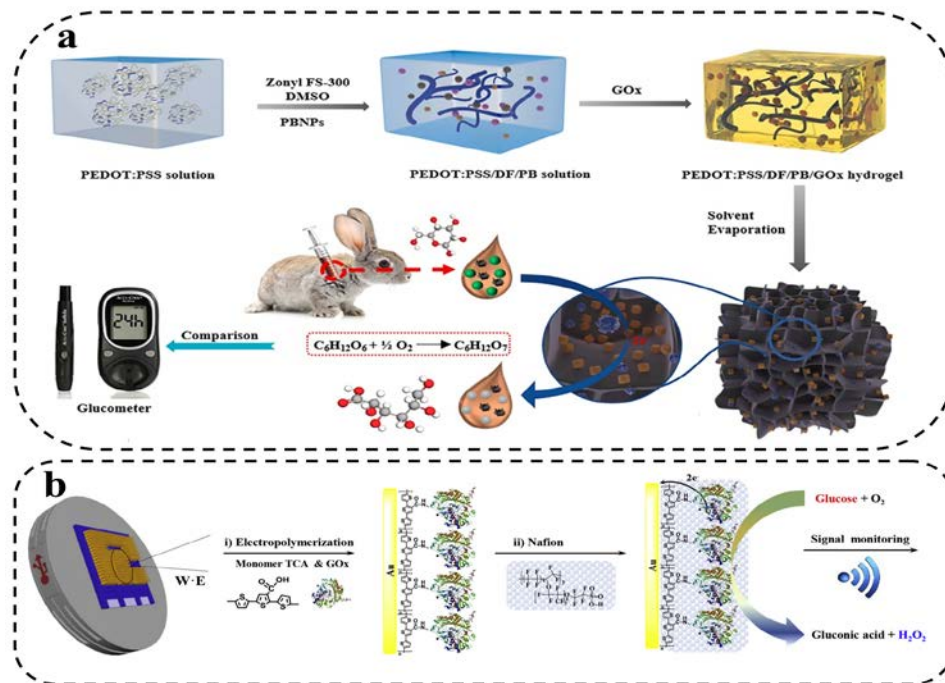 a
Zonyl FS-300
DMSO
PBNPs
GOx
PEDOT:PSS solution
PEDOT:PSS/DF/PB solution
PEDOT:PSS/DF/PB/GOx hydrogel
Solvent
Evaporation
24h
Comparison
C₆H₁₂O₆ + ½ O₂ → C₆H₁₂O₇
Glucometer
b
W·E
i) Electropolymerization
Monomer TCA & GOx
OH
O
S
S
S
Au
ii) Nafion
2e
Au
Glucose + O₂
Signal monitoring
Gluconic acid + H₂O₂